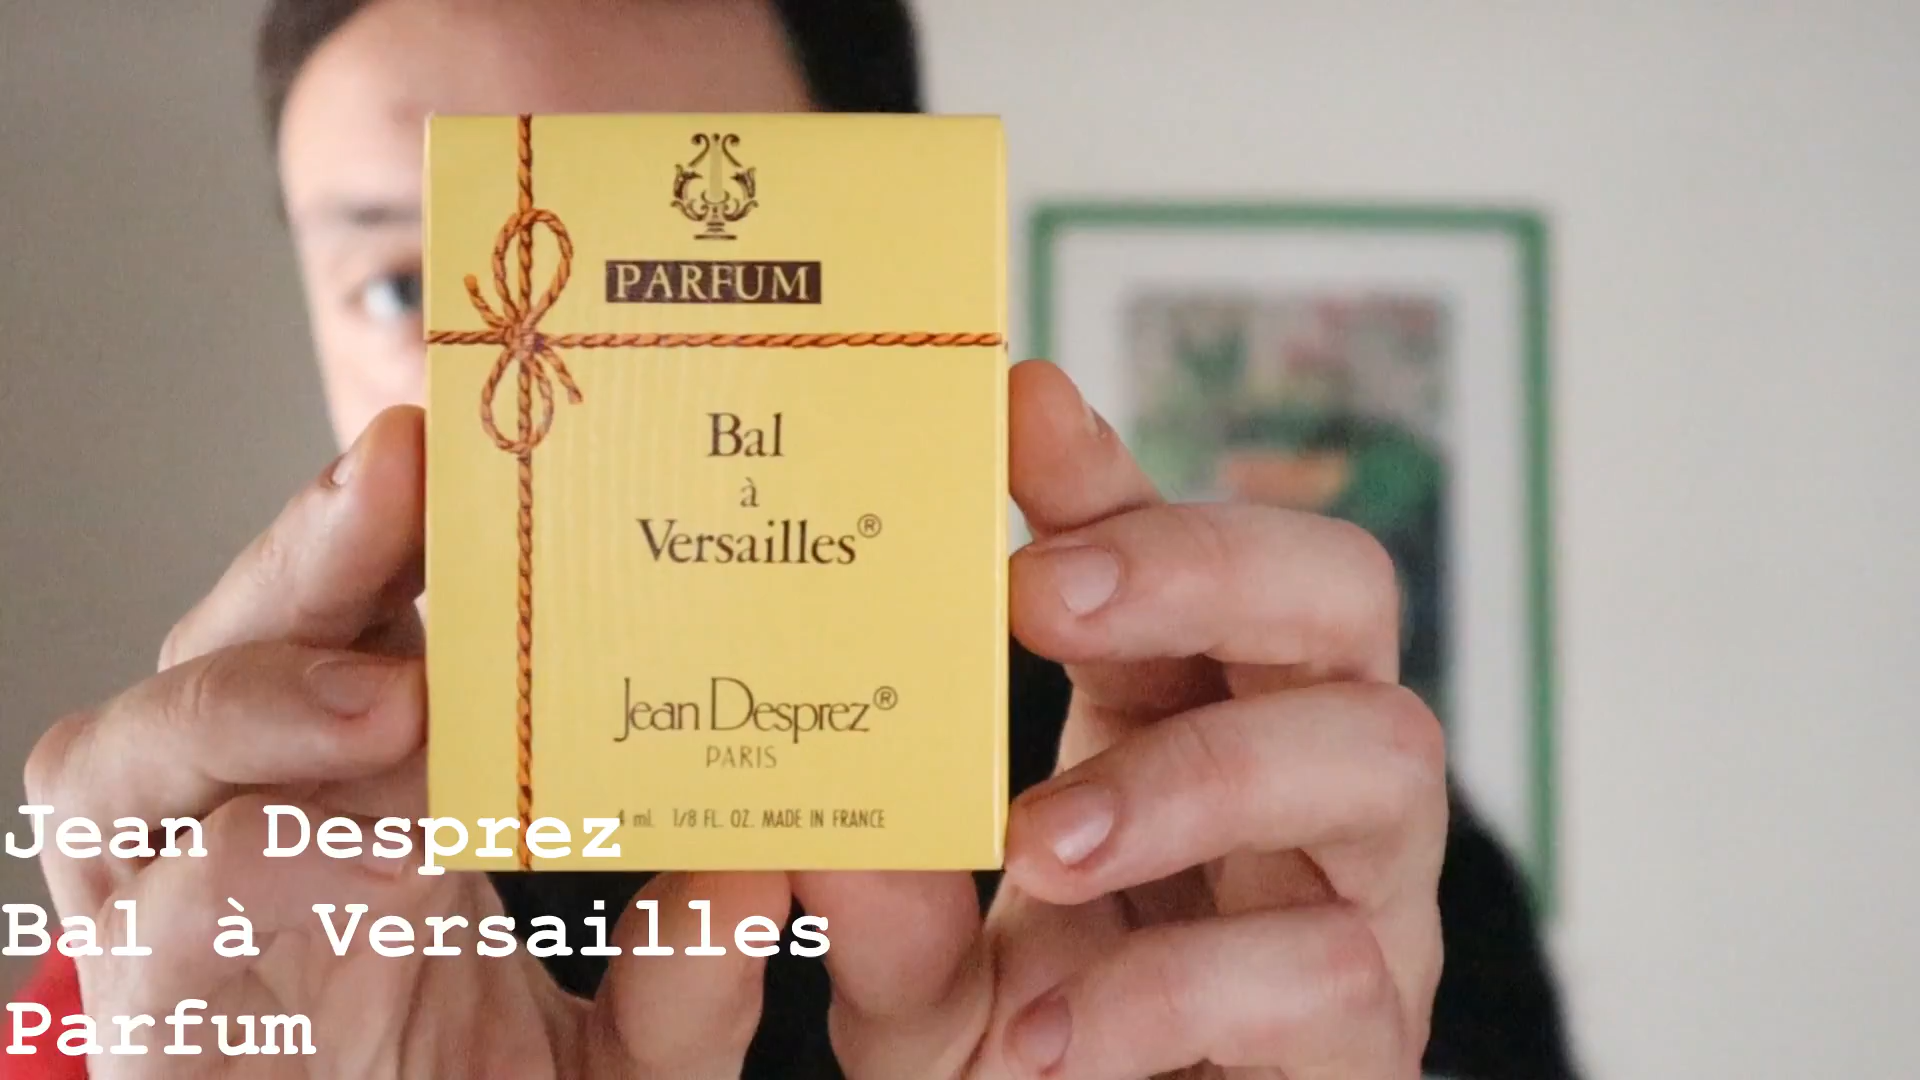 PARFUM
Bal
à
Versailles®
Jean Desprez®
PARIS
4 ml. 1/8 FL. OZ. MADE IN FRANCE
Jean Desprez
Bal à Versailles
Parfum